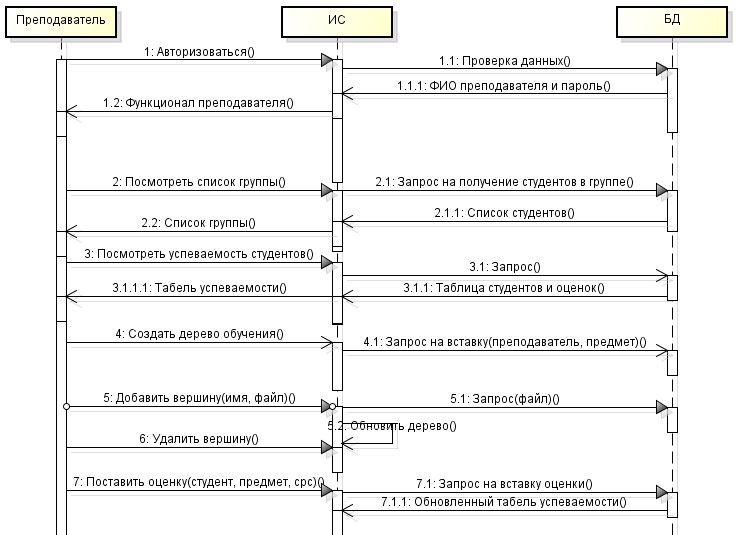 Преподаватель
ИС
БД
1: Авторизоваться()
1.1: Проверка данных()
1.1.1: ФИО преподавателя и пароль()
1.2: Функционал преподавателя()
2: Посмотреть список группы()
2.1: Запрос на получение студентов в группе()
2.1.1: Список студентов()
2.2: Список группы()
3: Посмотреть успеваемость студентов()
3.1: Запрос()
3.1.1: Таблица студентов и оценок()
3.1.1.1: Табель успеваемости()
4: Создать дерево обучения()
4.1: Запрос на вставку(преподаватель, предмет)()
5: Добавить вершину(имя, файл)()
5.1: Запрос(файл)()
5.2: Обновить дерево()
6: Удалить вершину()
7: Поставить оценку(студент, предмет, срс)()
7.1: Запрос на вставку оценки()
7.1.1: Обновленный табель успеваемости()